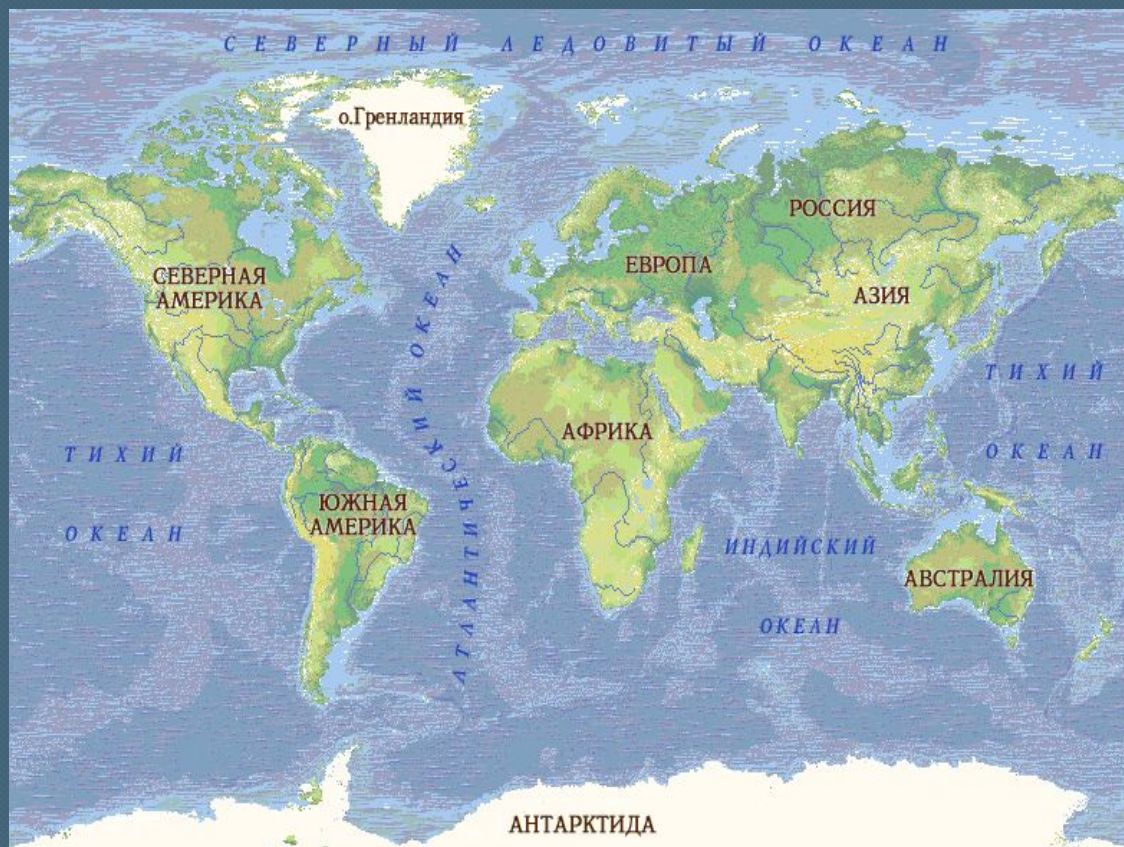 СЕВЕРНЫЙ ЛЕДОВИТЫЙ ОКЕАН
о.Гренландия
РОССИЯ
ЕВРОПА
СЕВЕРНАЯ
АМЕРИКА
АЗИЯ
АТЛАНТИЧЕСКИЙ ОКЕАН
ТИХИЙ
ОКЕАН
АФРИКА
ТИХИЙ
ОКЕАН
ЮЖНАЯ
АМЕРИКА
ИНДИЙСКИЙ
ОКЕАН
АВСТРАЛИЯ
АНТАРКТИДА